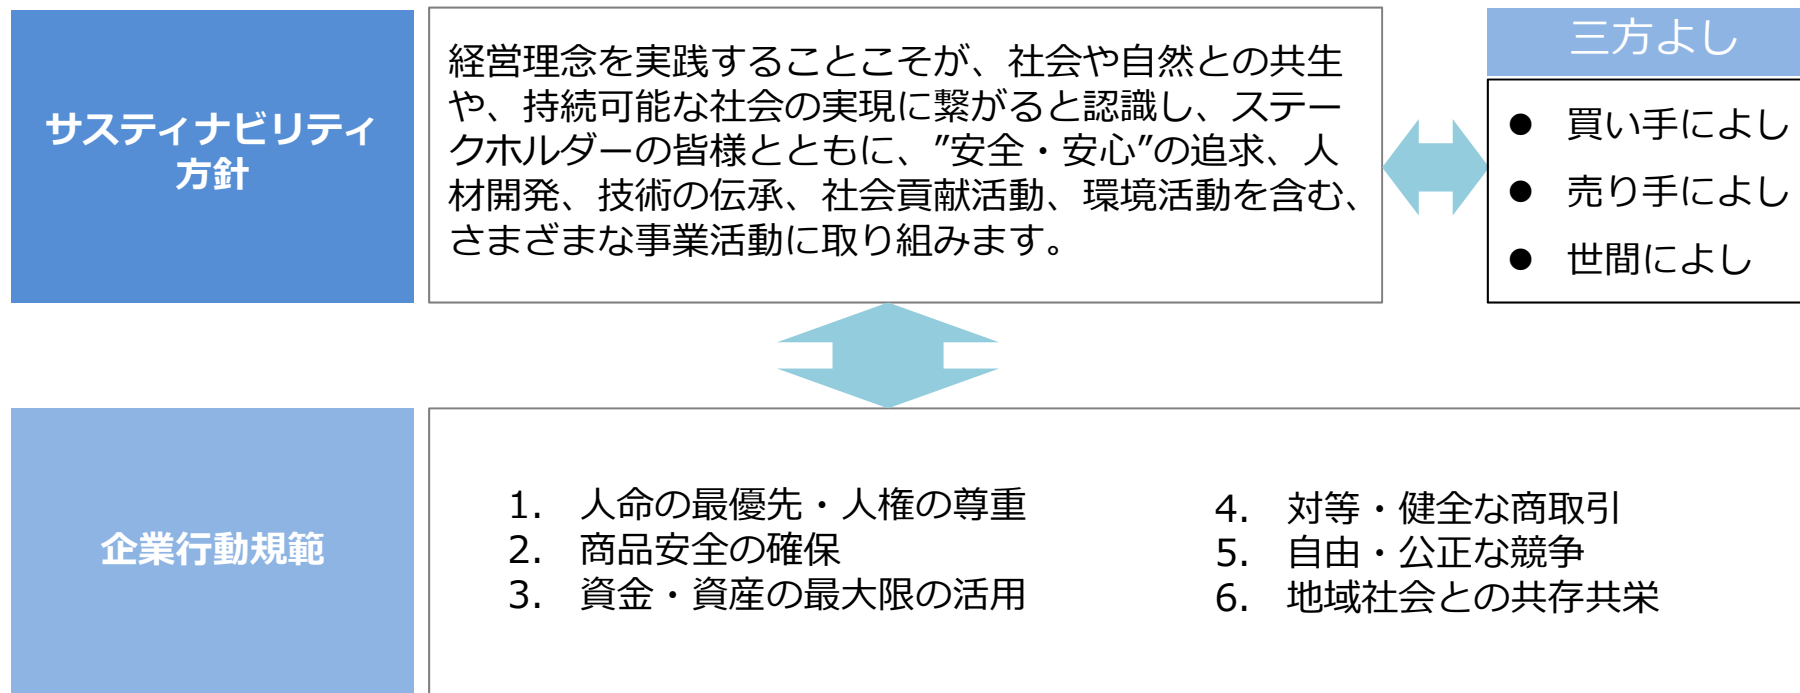 サスティナビリティ
方針
経営理念を実践することこそが、社会や自然との共生
や、持続可能な社会の実現に繋がると認識し、ステー
クホルダーの皆様とともに、”安全・安心”の追求、人
材開発、技術の伝承、社会貢献活動、環境活動を含む、
さまざまな事業活動に取り組みます。
三方よし
● 買い手によし
● 売り手によし
● 世間によし
企業行動規範
1. 人命の最優先・人権の尊重
2. 商品安全の確保
3. 資金・資産の最大限の活用
4. 対等・健全な商取引
5. 自由・公正な競争
6. 地域社会との共存共栄